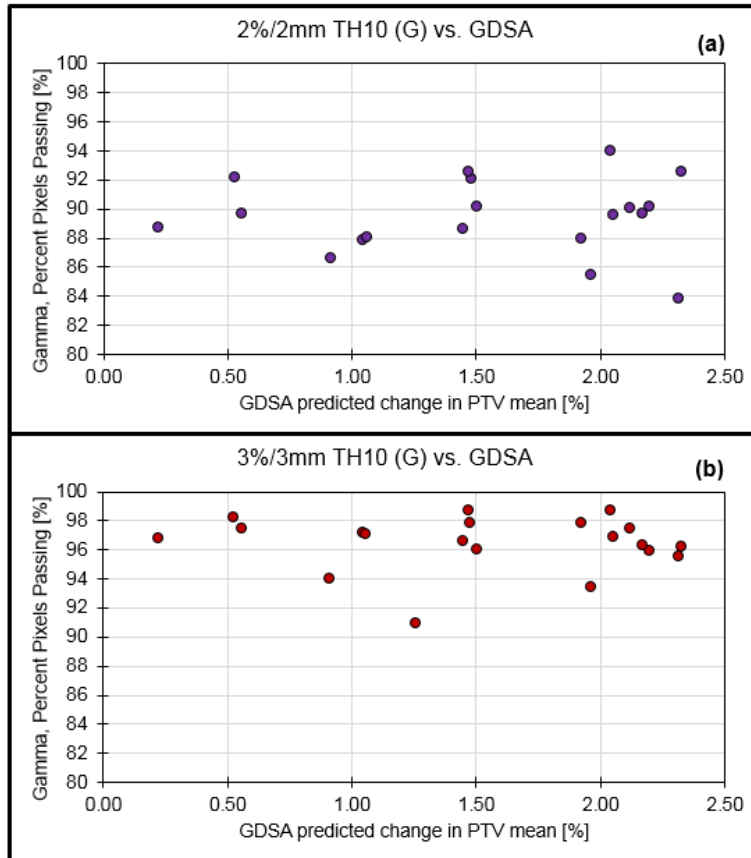 2%/2mm TH10 (G) vs. GDSA
(a)
Gamma, Percent Pixels Passing [%]
100
98
96
94
92
90
88
86
84
82
80
0.00 0.50 1.00 1.50 2.00 2.50
GDSA predicted change in PTV mean [%]
3%/3mm TH10 (G) vs. GDSA
(b)
Gamma, Percent Pixels Passing [%]
100
98
96
94
92
90
88
86
84
82
80
0.00 0.50 1.00 1.50 2.00 2.50
GDSA predicted change in PTV mean [%]